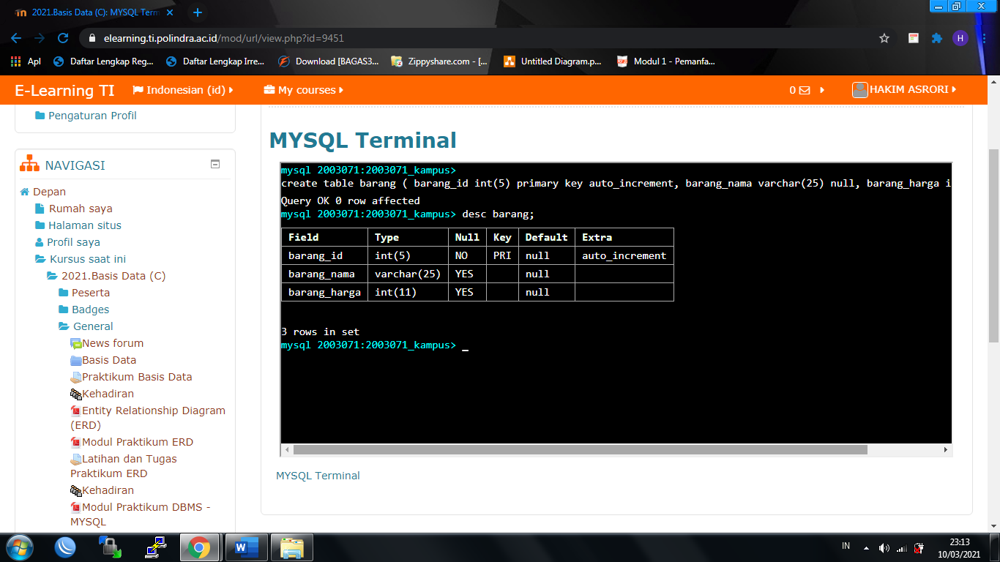 2021.Basis Data (C): MYSQL Term
elearning.ti.polindra.ac.id/mod/url/view.php?id=9451
H
Apl
Daftar Lengkap Reg...
Daftar Lengkap Irre...
Download [BAGAS3...
Zippyshare.com - [...
Untitled Diagram.p...
Modul 1 - Pemanfa...
E-Learning TI
Indonesian (id)
My courses
0
HAKIM ASRORI
Pengaturan Profil
NAVIGASI
Depan
Rumah saya
Halaman situs
Profil saya
Kursus saat ini
2021.Basis Data (C)
Peserta
Badges
General
News forum
Basis Data
Praktikum Basis Data
Kehadiran
Entity Relationship Diagram
(ERD)
Modul Praktikum ERD
Latihan dan Tugas
Praktikum ERD
Kehadiran
Modul Praktikum DBMS -
MYSQL
MYSQL Terminal
mysql 2003071:2003071_kampus>
create table barang ( barang_id int(5) primary key auto_increment, barang_nama varchar(25) null, barang_harga i
Query OK 0 row affected
mysql 2003071:2003071_kampus> desc barang;
Field Type Null Key Default Extra
barang_id int(5) NO PRI null auto_increment
barang_nama varchar(25) YES null
barang_harga int(11) YES null
3 rows in set
mysql 2003071:2003071_kampus> _
MYSQL Terminal
IN
23:13
10/03/2021